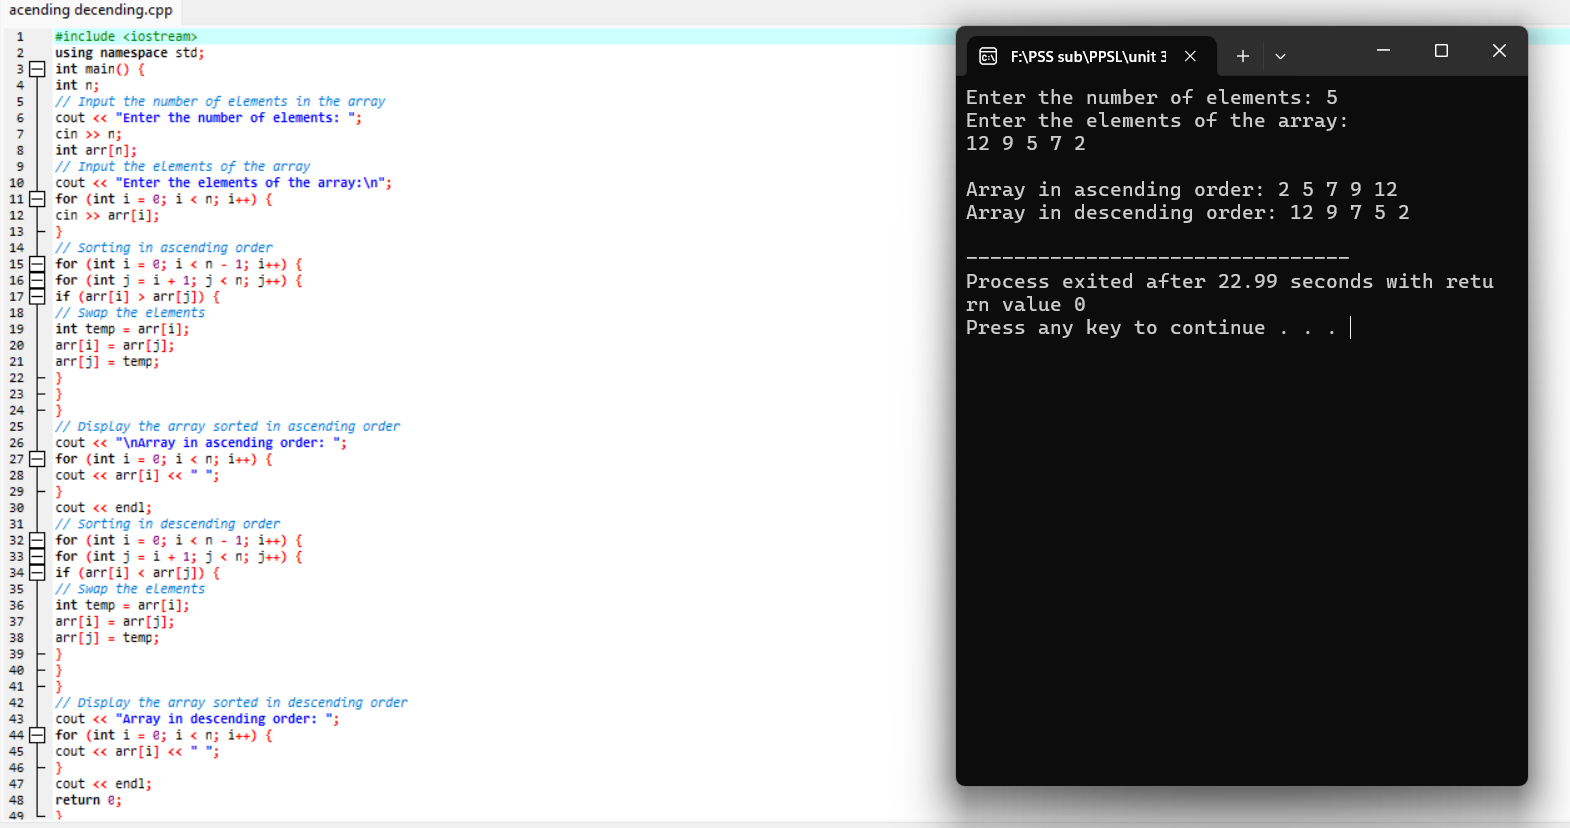 acending decending.cpp
1 #include <iostream>
2 using namespace std;
3 int main() {
4 int n;
5 // Input the number of elements in the array
6 cout << "Enter the number of elements: ";
7 cin >> n;
8 int arr[n];
9 // Input the elements of the array
10 cout << "Enter the elements of the array:\n";
11 for (int i = 0; i < n; i++) {
12 cin >> arr[i];
13 }
14 // Sorting in ascending order
15 for (int i = 0; i < n - 1; i++) {
16 for (int j = i + 1; j < n; j++) {
17 if (arr[i] > arr[j]) {
18 // Swap the elements
19 int temp = arr[i];
20 arr[i] = arr[j];
21 arr[j] = temp;
22 }
23 }
24 }
25 // Display the array sorted in ascending order
26 cout << "\nArray in ascending order: ";
27 for (int i = 0; i < n; i++) {
28 cout << arr[i] << " ";
29 }
30 cout << endl;
31 // Sorting in descending order
32 for (int i = 0; i < n - 1; i++) {
33 for (int j = i + 1; j < n; j++) {
34 if (arr[i] < arr[j]) {
35 // Swap the elements
36 int temp = arr[i];
37 arr[i] = arr[j];
38 arr[j] = temp;
39 }
40 }
41 }
42 // Display the array sorted in descending order
43 cout << "Array in descending order: ";
44 for (int i = 0; i < n; i++) {
45 cout << arr[i] << " ";
46 }
47 cout << endl;
48 return 0;
49 }
F:\PSS sub\PPSL\unit 3
Enter the number of elements: 5
Enter the elements of the array:
12 9 5 7 2
Array in ascending order: 2 5 7 9 12
Array in descending order: 12 9 7 5 2
--------------------------------
Process exited after 22.99 seconds with retu
rn value 0
Press any key to continue . . .